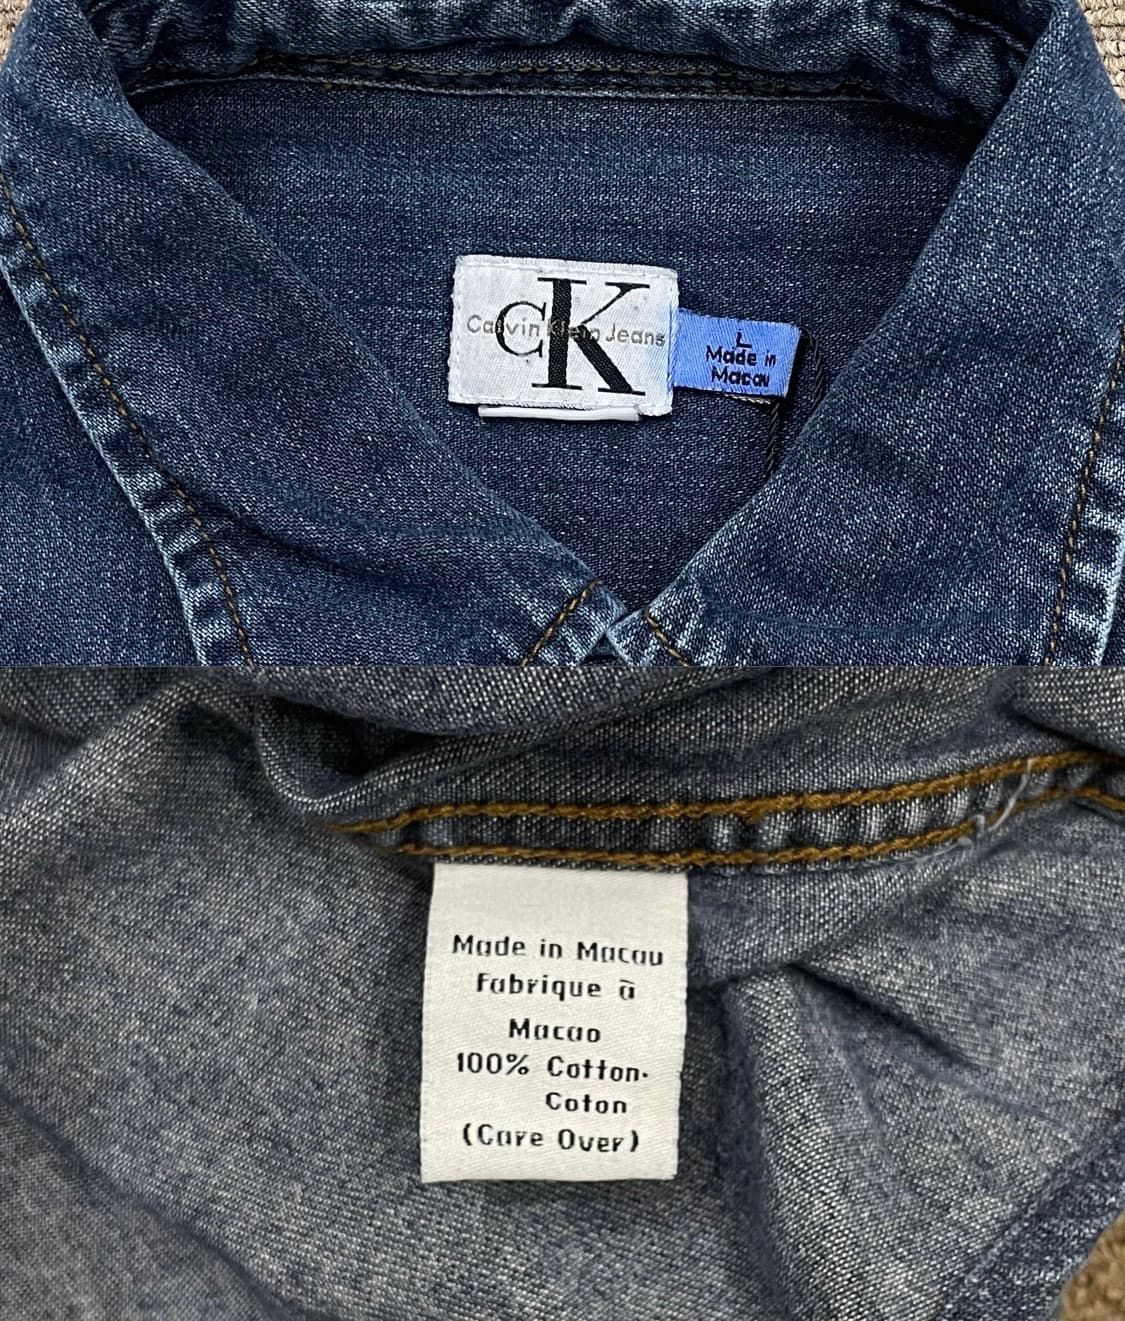 CK
Calvin Klein Jeans
L
Made in
Macau
Made in Macau
Fabrique à
Macao
100% Cotton•
Coton
(Care Over)